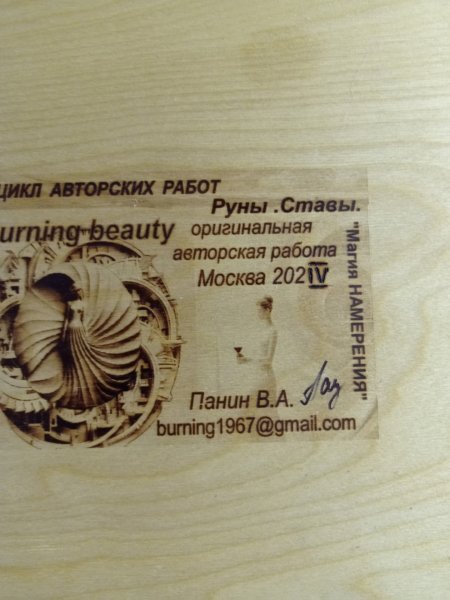 ЦИКЛ АВТОРСКИХ РАБОТ
Руны .Ставы.
urning beauty
оригинальная
авторская работа
Москва 202IV
"Магия НАМЕРЕНИЯ"
Панин В.А.
burning1967@gmail.com